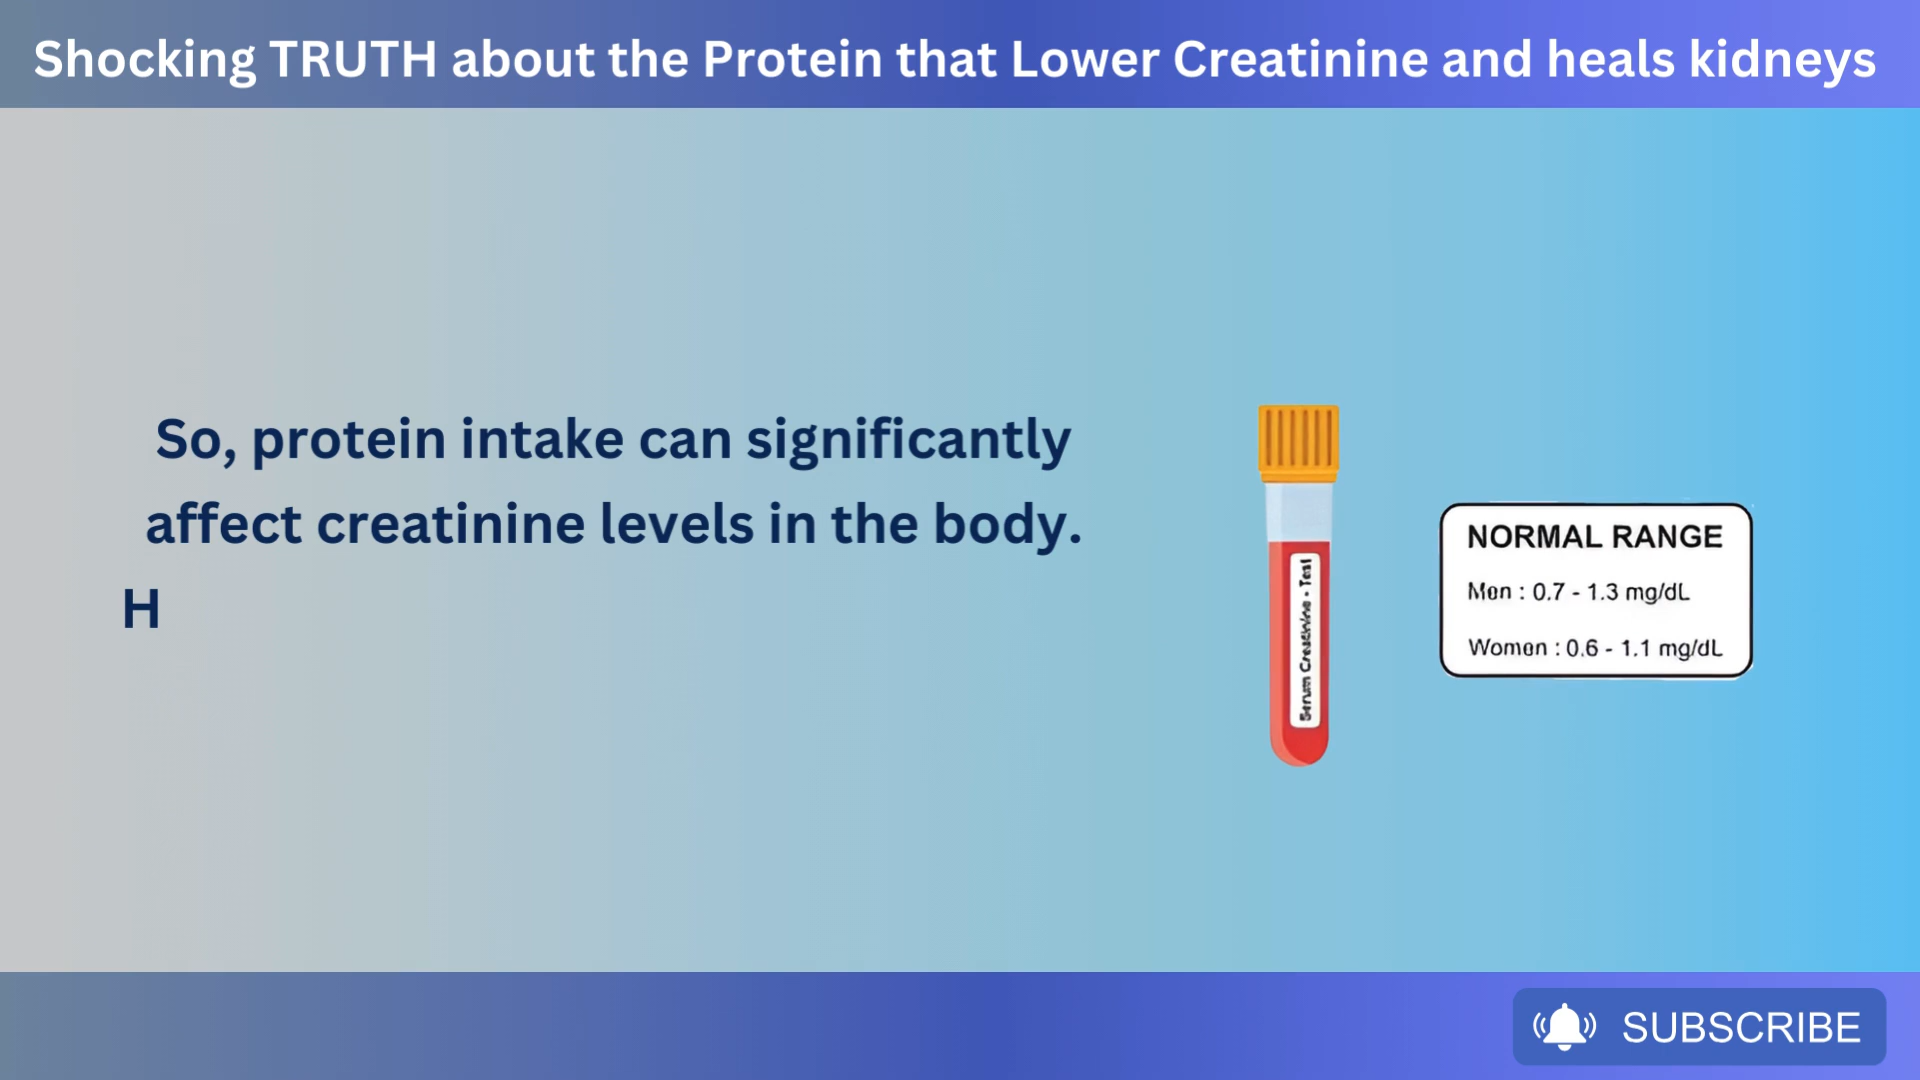 Shocking TRUTH about the Protein that Lower Creatinine and heals kidneys
So, protein intake can significantly
affect creatinine levels in the body.
H
Serum Creatinine - Test
NORMAL RANGE
Men : 0.7 - 1.3 mg/dL
Women : 0.6 - 1.1 mg/dL
SUBSCRIBE